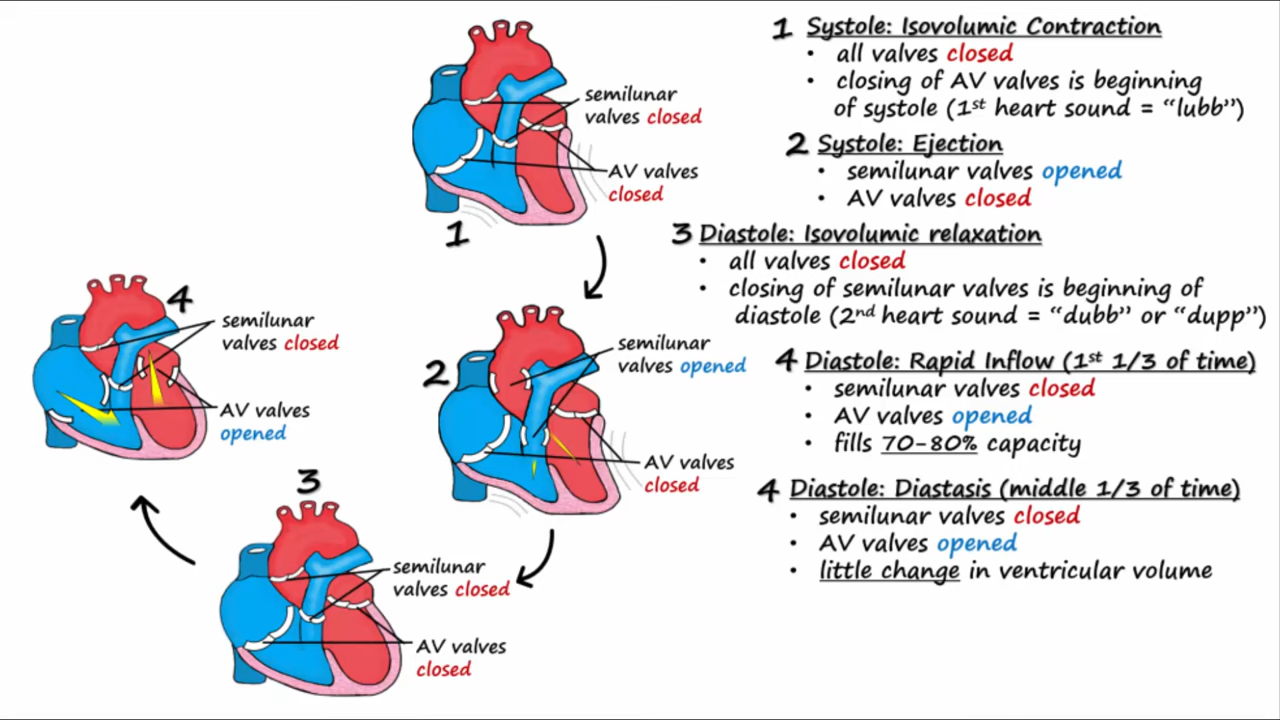 1 Systole: Isovolumic Contraction
• all valves closed
• closing of AV valves is beginning
of systole (1st heart sound = “lubb”)
2 Systole: Ejection
• semilunar valves opened
• AV valves closed
3 Diastole: Isovolumic relaxation
• all valves closed
• closing of semilunar valves is beginning of
diastole (2nd heart sound = “dubb” or “dupp”)
4 Diastole: Rapid Inflow (1st 1/3 of time)
• semilunar valves closed
• AV valves opened
• fills 70-80% capacity
4 Diastole: Diastasis (middle 1/3 of time)
• semilunar valves closed
• AV valves opened
• little change in ventricular volume
semilunar
valves closed
AV valves
closed
1
2
semilunar
valves opened
AV valves
closed
3
semilunar
valves closed
AV valves
closed
4
semilunar
valves closed
AV valves
opened